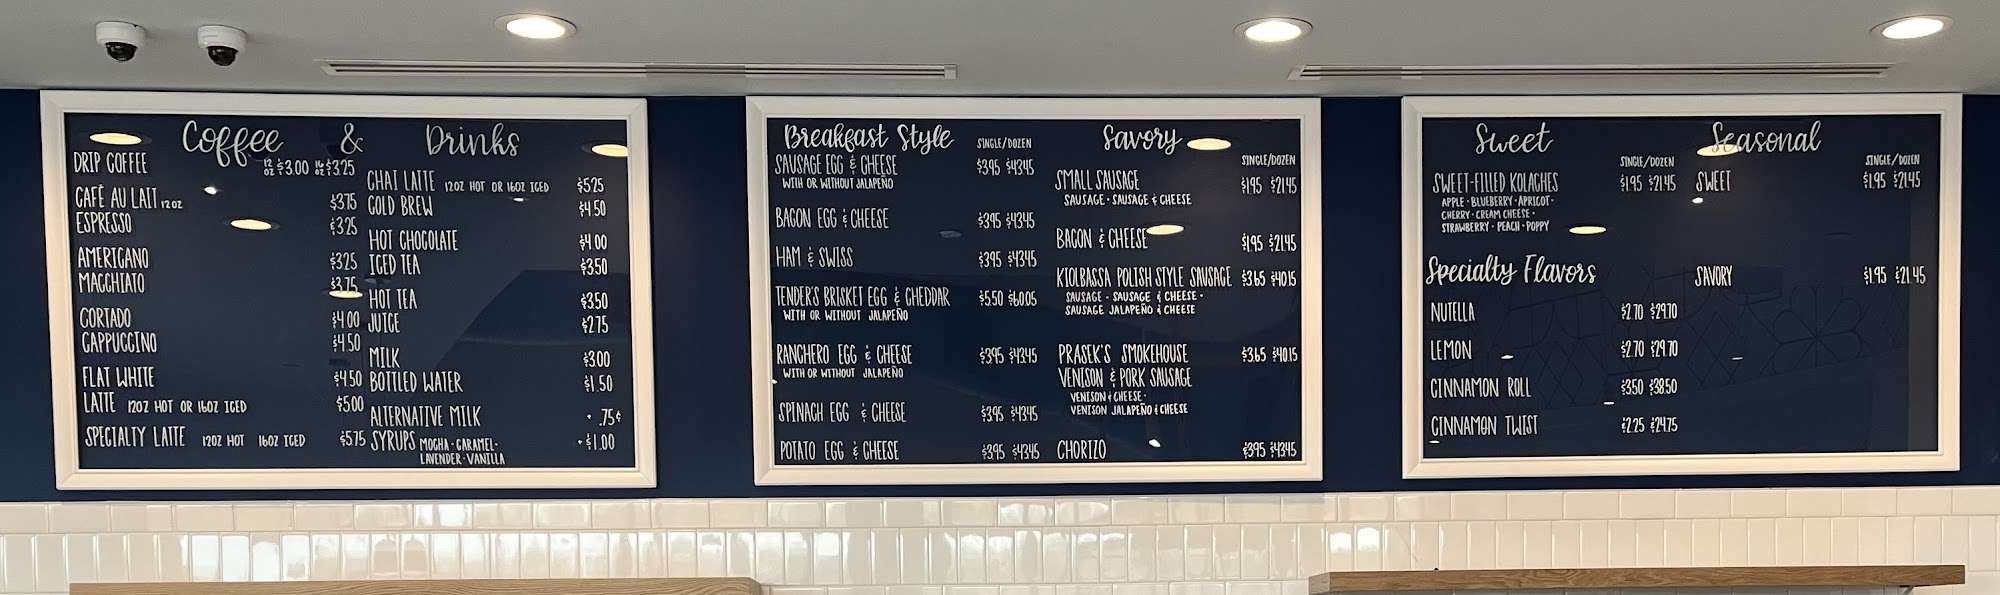 Coffee & Drinks
DRIP COFFEE 12 OZ $3.00 16 OZ $3.25
CAFÉ AU LAIT 12OZ $3.75
ESPRESSO $3.25
AMERICANO $3.25
MACCHIATO $3.75
CORTADO $4.00
CAPPUCCINO $4.50
FLAT WHITE $4.50
LATTE 12OZ HOT OR 16OZ ICED $5.00
SPECIALTY LATTE 12OZ HOT 16OZ ICED $5.75
CHAI LATTE 12OZ HOT OR 16OZ ICED $5.25
COLD BREW $4.50
HOT CHOCOLATE $4.00
ICED TEA $3.50
HOT TEA $3.50
JUICE $2.75
MILK $3.00
BOTTLED WATER $1.50
ALTERNATIVE MILK + .75¢
SYRUPS MOCHA · CARAMEL · +$1.00
LAVENDER · VANILLA
Breakfast Style SINGLE/DOZEN
SAUSAGE EGG & CHEESE $3.95 $43.45
WITH OR WITHOUT JALAPEÑO
BACON EGG & CHEESE $3.95 $43.45
HAM & SWISS $3.95 $43.45
TENDER'S BRISKET EGG & CHEDDAR $5.50 $60.05
WITH OR WITHOUT JALAPEÑO
RANCHERO EGG & CHEESE $3.95 $43.45
WITH OR WITHOUT JALAPEÑO
SPINACH EGG & CHEESE $3.95 $43.45
POTATO EGG & CHEESE $3.95 $43.45
Savory
SINGLE/DOZEN
SMALL SAUSAGE $1.95 $21.45
SAUSAGE · SAUSAGE & CHEESE
BACON & CHEESE $1.95 $21.45
KIOLBASSA POLISH STYLE SAUSAGE $3.65 $40.15
SAUSAGE · SAUSAGE & CHEESE ·
SAUSAGE JALAPEÑO & CHEESE
PRASEK'S SMOKEHOUSE $3.65 $40.15
VENISON & PORK SAUSAGE
VENISON & CHEESE ·
VENISON JALAPEÑO & CHEESE
CHORIZO $3.95 $43.45
Sweet
SINGLE/DOZEN
SWEET-FILLED KOLACHES $1.95 $21.45
APPLE · BLUEBERRY · APRICOT ·
CHERRY · CREAM CHEESE ·
STRAWBERRY · PEACH · POPPY
Specialty Flavors
NUTELLA $2.70 $29.70
LEMON $2.70 $29.70
CINNAMON ROLL $3.50 $38.50
CINNAMON TWIST $2.25 $24.75
Seasonal
SINGLE/DOZEN
SWEET $1.95 $21.45
SAVORY $1.95 $21.45